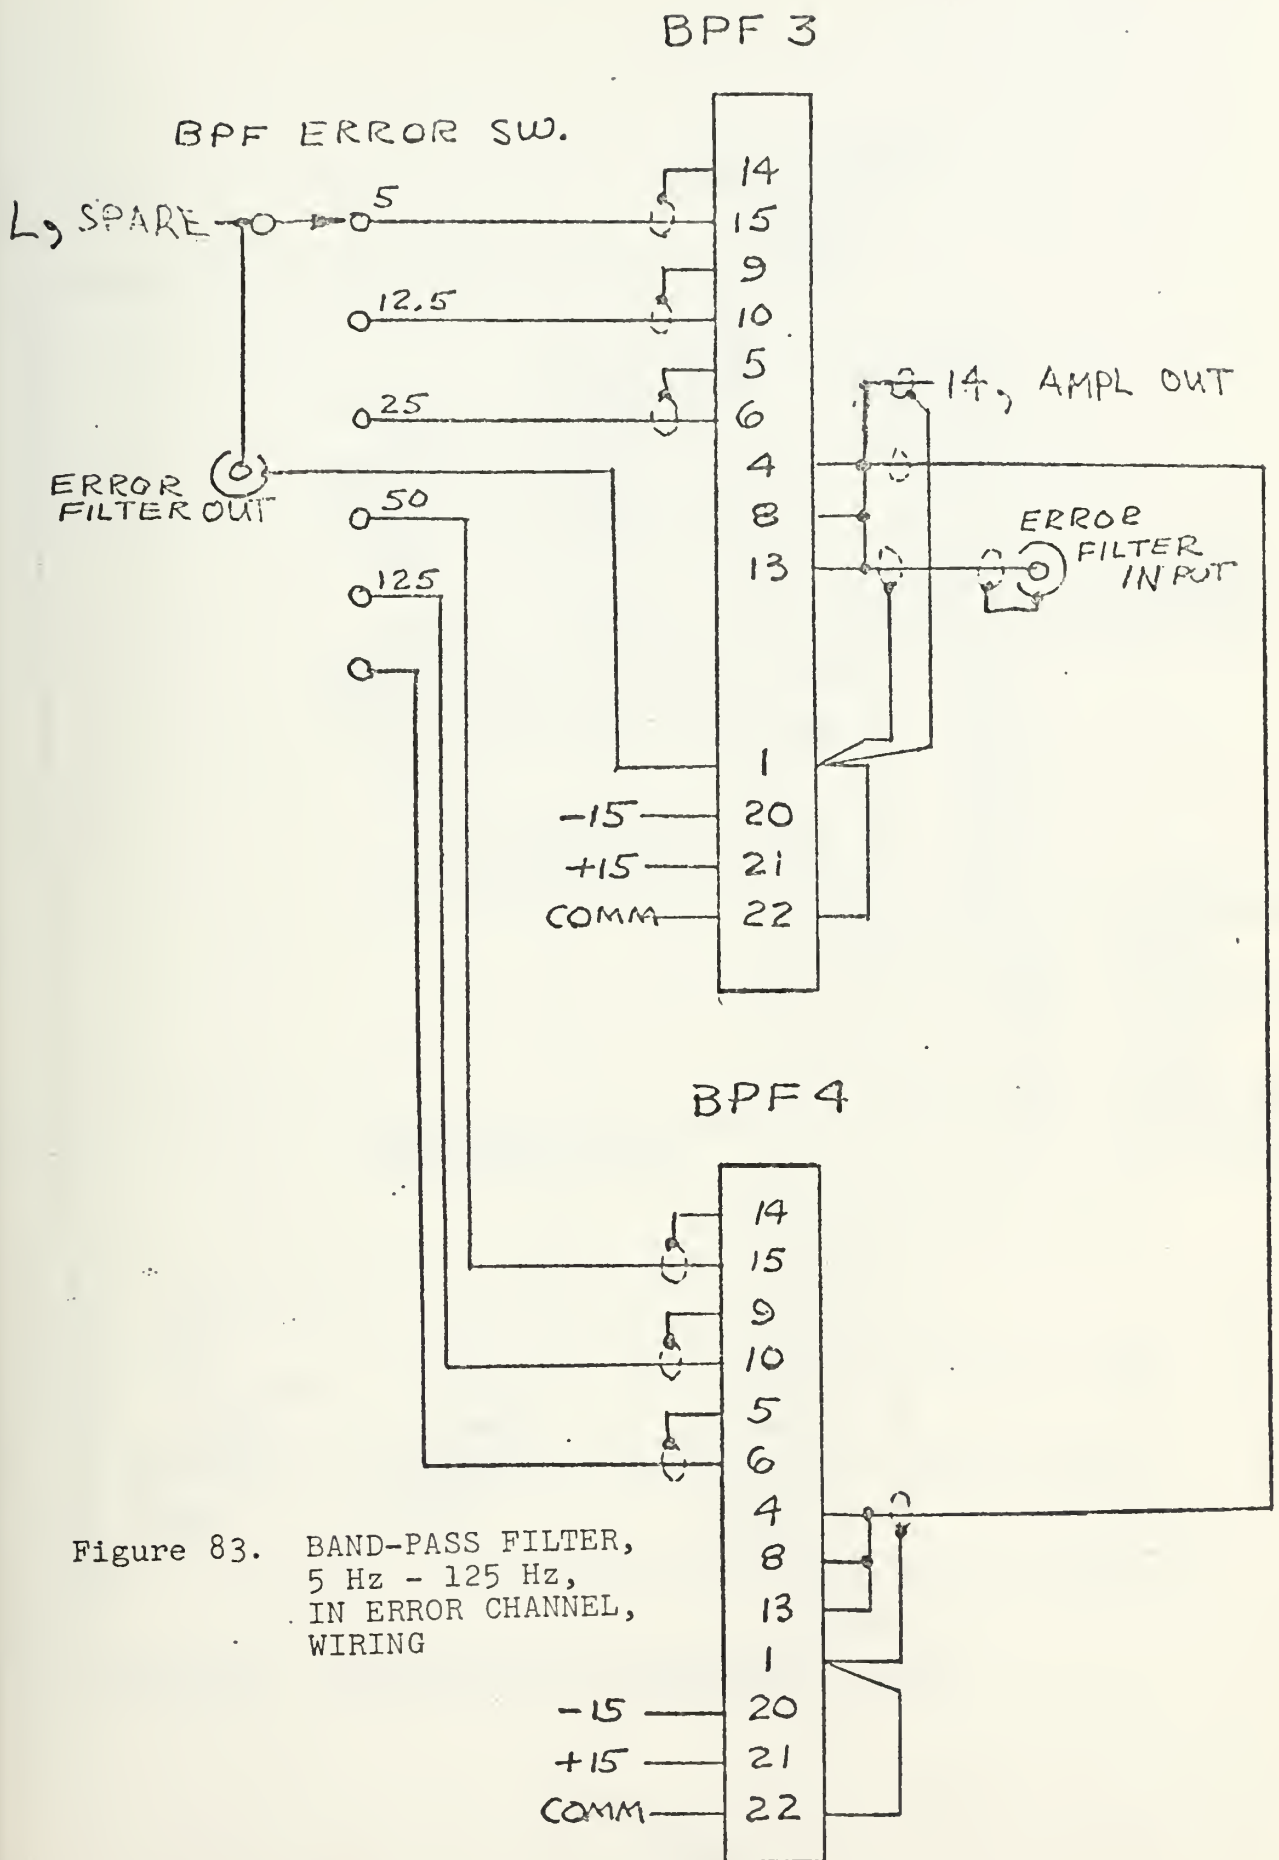 BPF 3
BPF ERROR SW.
L, SPARE
5
12.5
25
ERROR
FILTER OUT
50
125
14
15
9
10
5
6
4
8
13
1
20
21
22
-15
+15
COMM
14, AMPL OUT
ERROR
FILTER
INPUT
BPF 4
14
15
9
10
5
6
4
8
13
1
20
21
22
-15
+15
COMM
Figure 83. BAND-PASS FILTER,
5 Hz - 125 Hz,
IN ERROR CHANNEL,
WIRING